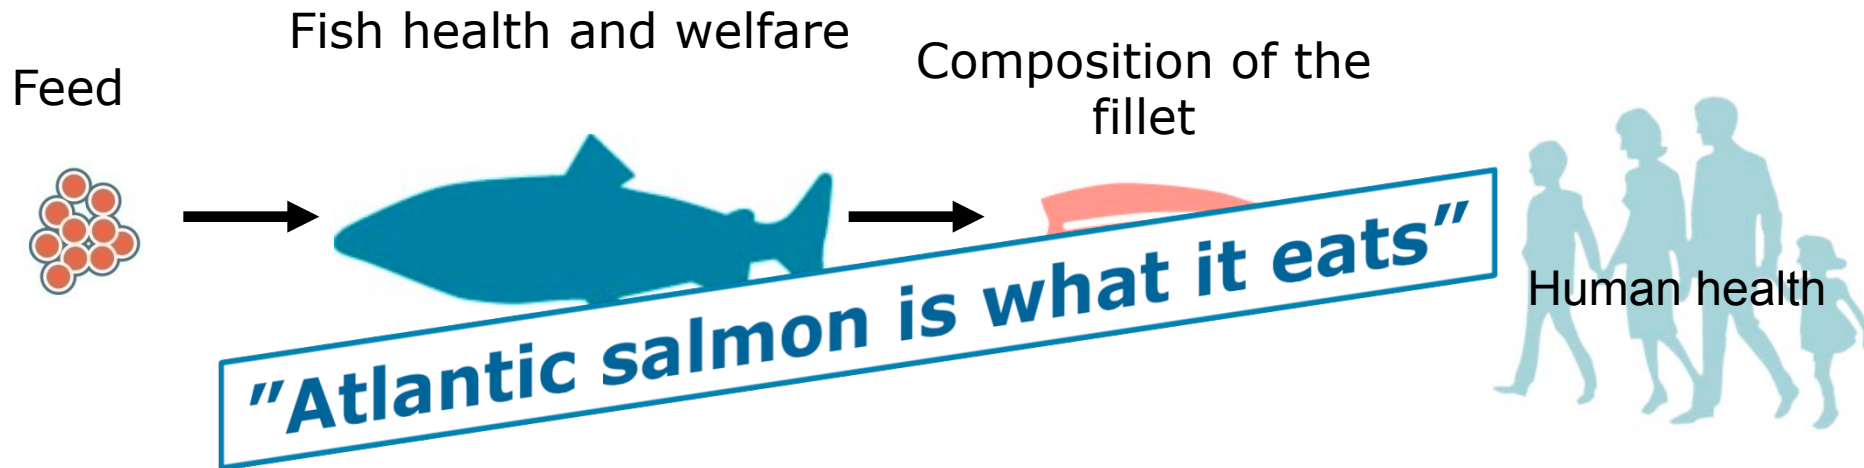 Feed
Fish health and welfare
Composition of the
fillet
Human health
”Atlantic salmon is what it eats”